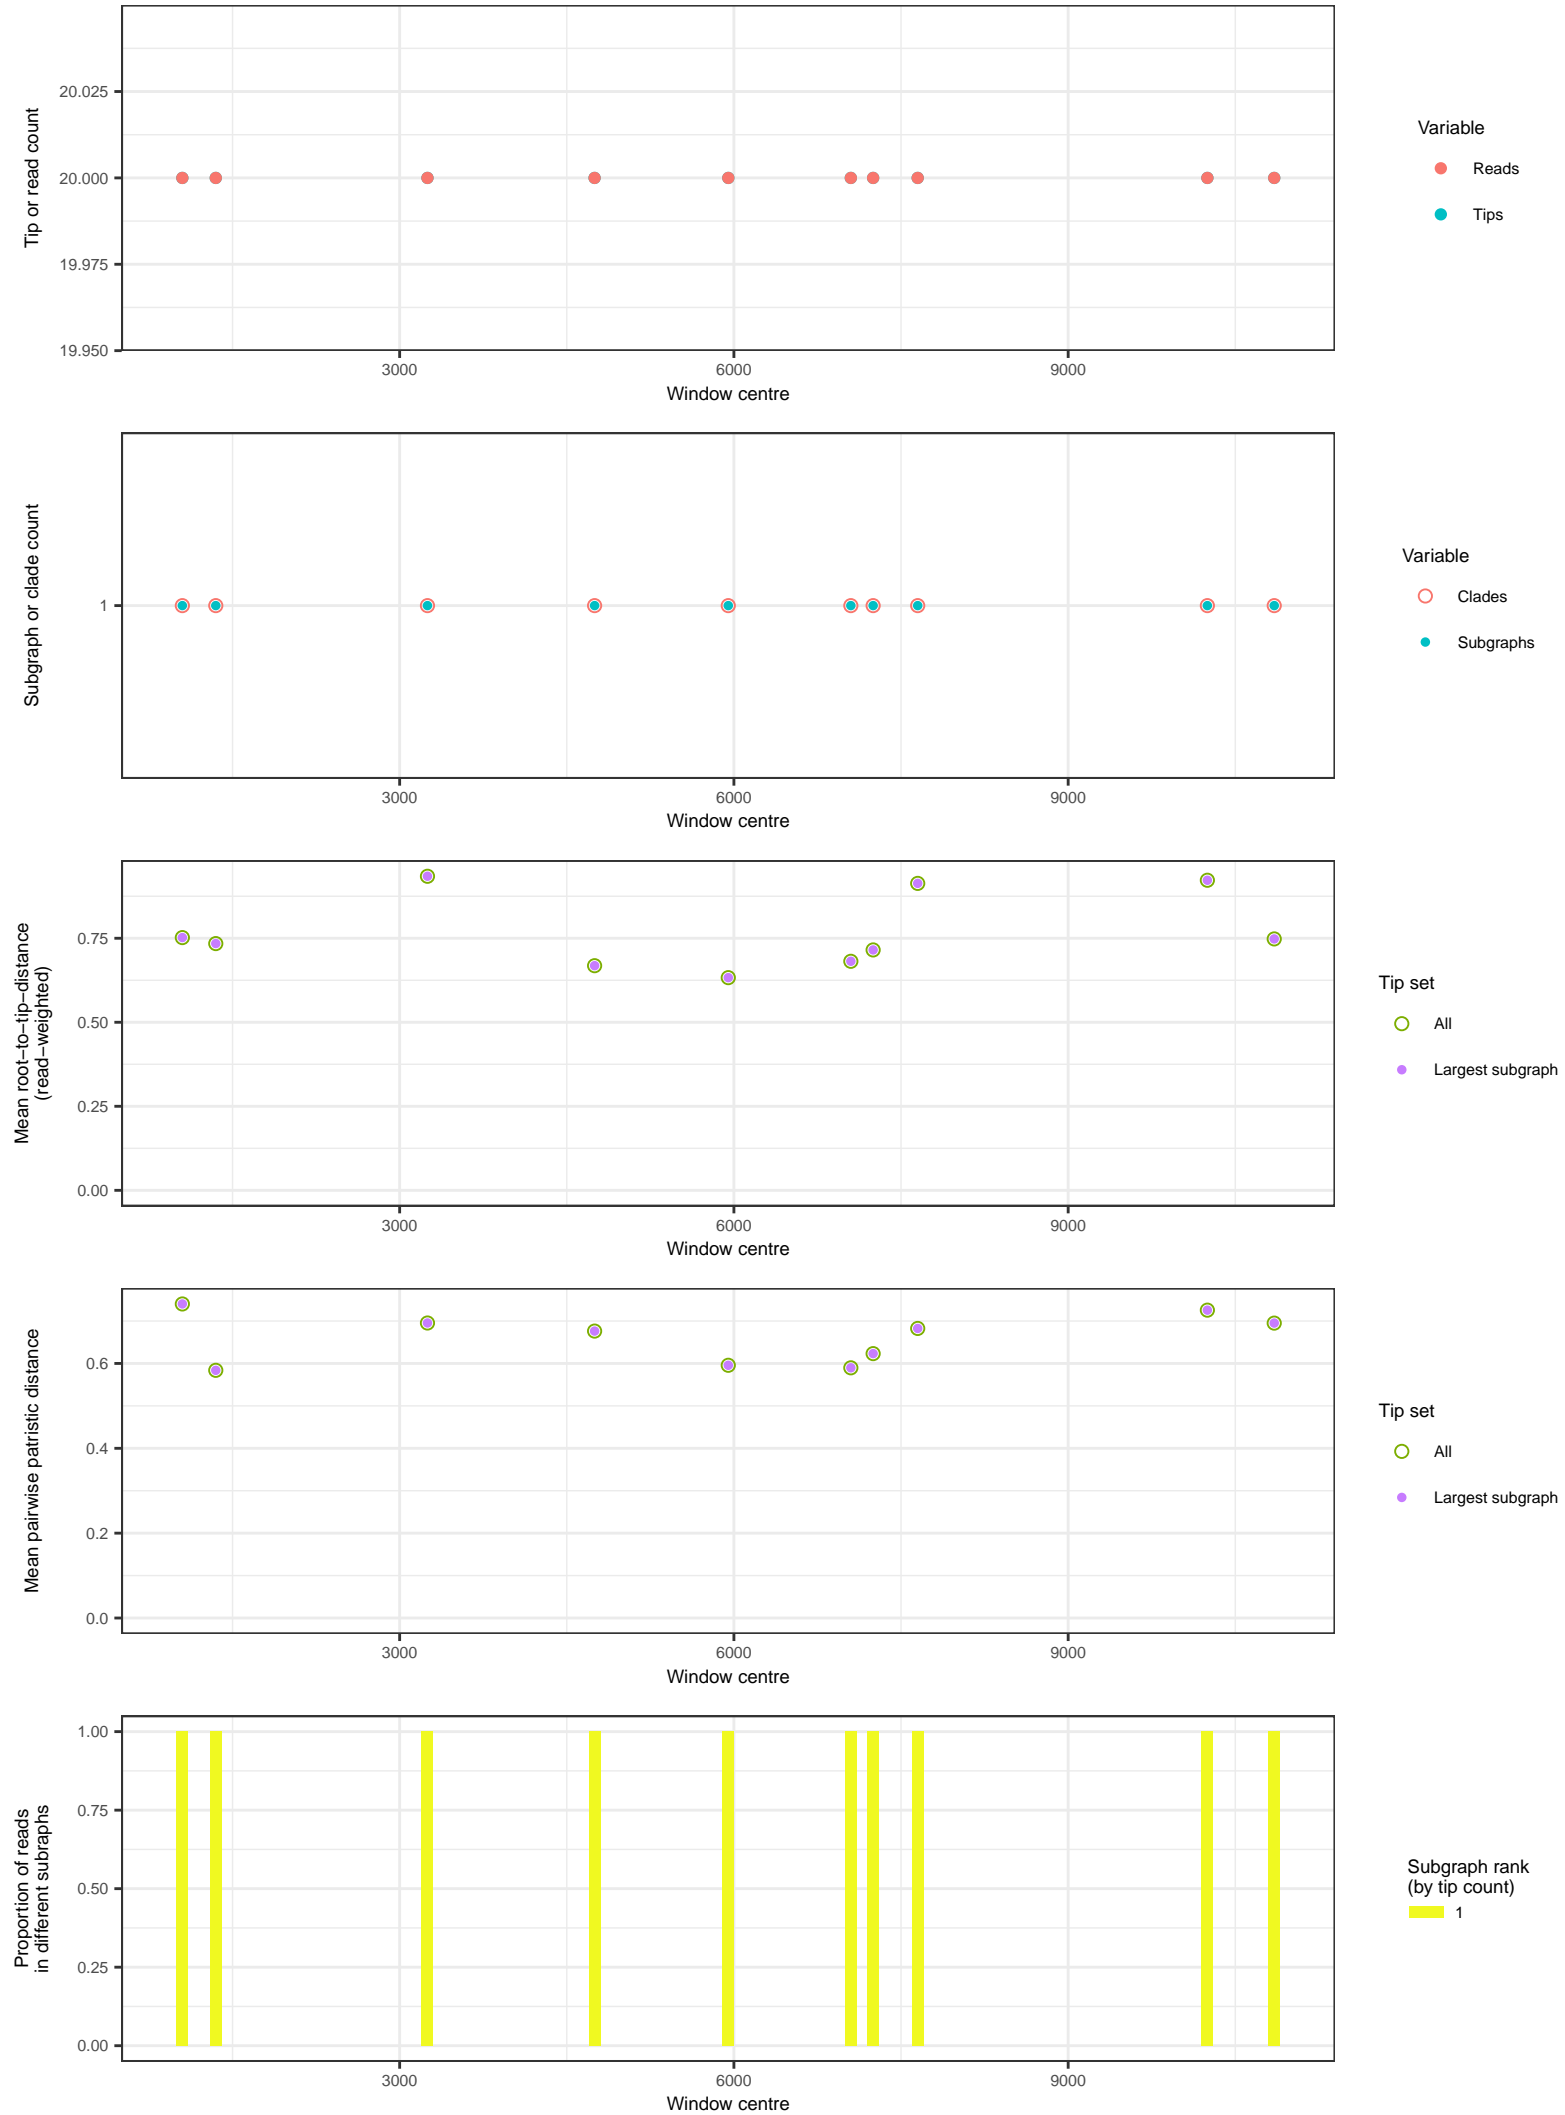 20.025
20.000
19.975
19.950
Tip or read count
3000 6000 9000
Window centre
Variable
Reads
Tips
1
Subgraph or clade count
3000 6000 9000
Window centre
Variable
Clades
Subgraphs
0.75
0.50
0.25
0.00
Mean root−to−tip−distance
(read−weighted)
3000 6000 9000
Window centre
Tip set
All
Largest subgraph
0.6
0.4
0.2
0.0
Mean pairwise patristic distance
3000 6000 9000
Window centre
Tip set
All
Largest subgraph
1.00
0.75
0.50
0.25
0.00
Proportion of reads
in different subraphs
3000 6000 9000
Window centre
Subgraph rank
(by tip count)
1